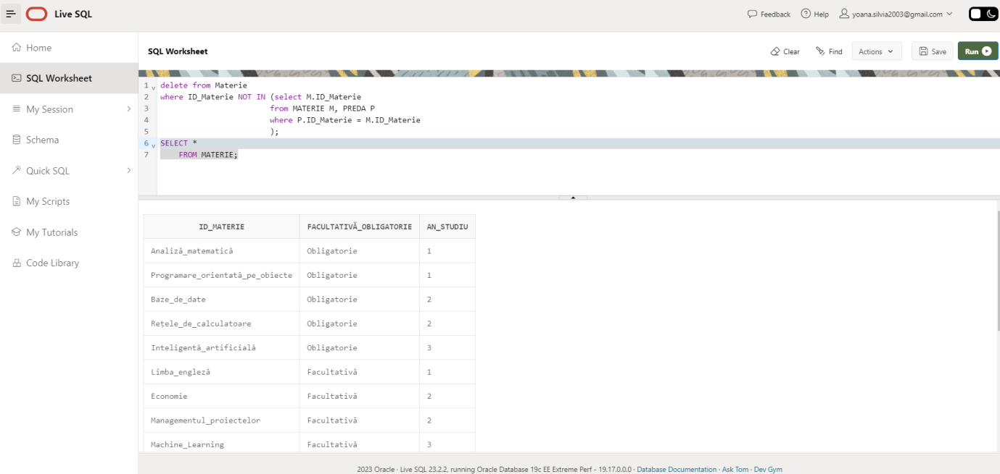 Live SQL
Feedback
Help
yoana.silvia2003@gmail.com
Home
SQL Worksheet
My Session
Schema
Quick SQL
My Scripts
My Tutorials
Code Library
SQL Worksheet
Clear
Find
Actions
Save
Run
1 delete from Materie
2 where ID_Materie NOT IN (select M.ID_Materie
3 from MATERIE M, PREDA P
4 where P.ID_Materie = M.ID_Materie
5 );
6 SELECT *
7 FROM MATERIE;
ID_MATERIE FACULTATIVĂ_OBLIGATORIE AN_STUDIU
Analiză_matematică Obligatorie 1
Programare_orientată_pe_obiecte Obligatorie 1
Baze_de_date Obligatorie 2
Rețele_de_calculatoare Obligatorie 2
Inteligentă_artificială Obligatorie 3
Limba_engleză Facultativă 1
Economie Facultativă 2
Managementul_proiectelor Facultativă 2
Machine_Learning Facultativă 3
2023 Oracle · Live SQL 23.2.2, running Oracle Database 19c EE Extreme Perf - 19.17.0.0.0 · Database Documentation · Ask Tom · Dev Gym